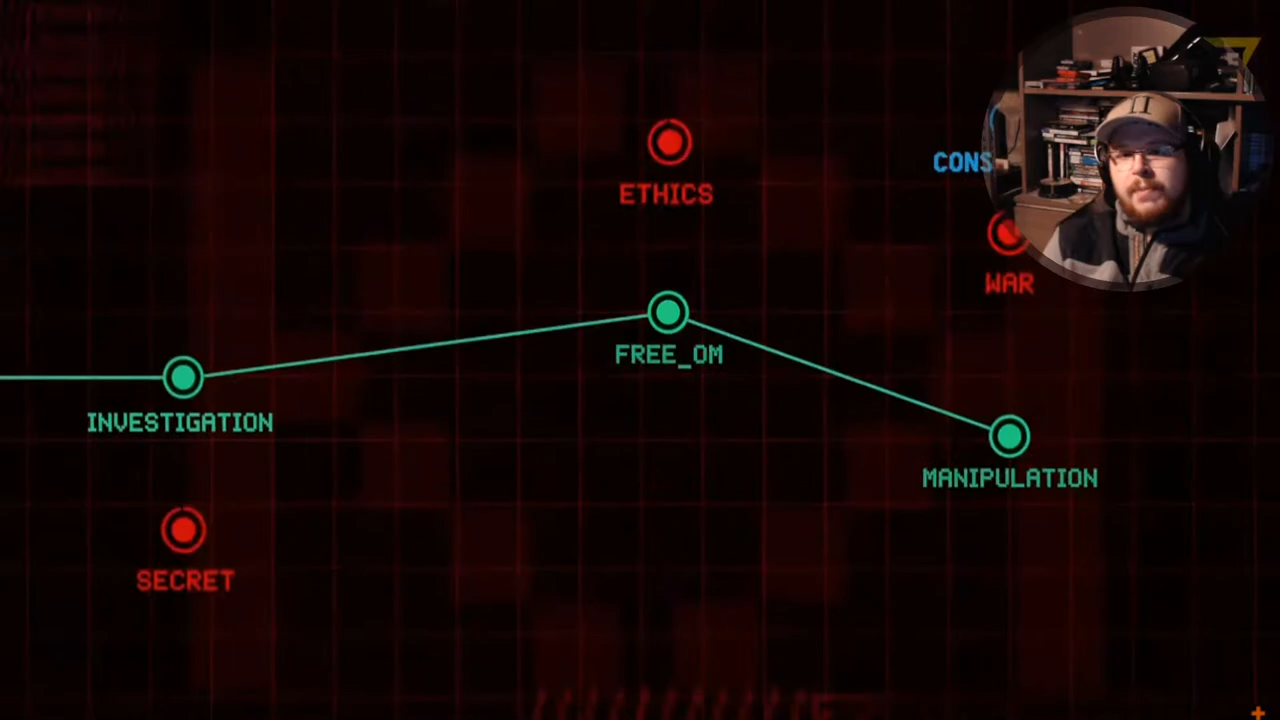 ETHICS
CONS
WAR
FREE_OM
INVESTIGATION
MANIPULATION
SECRET